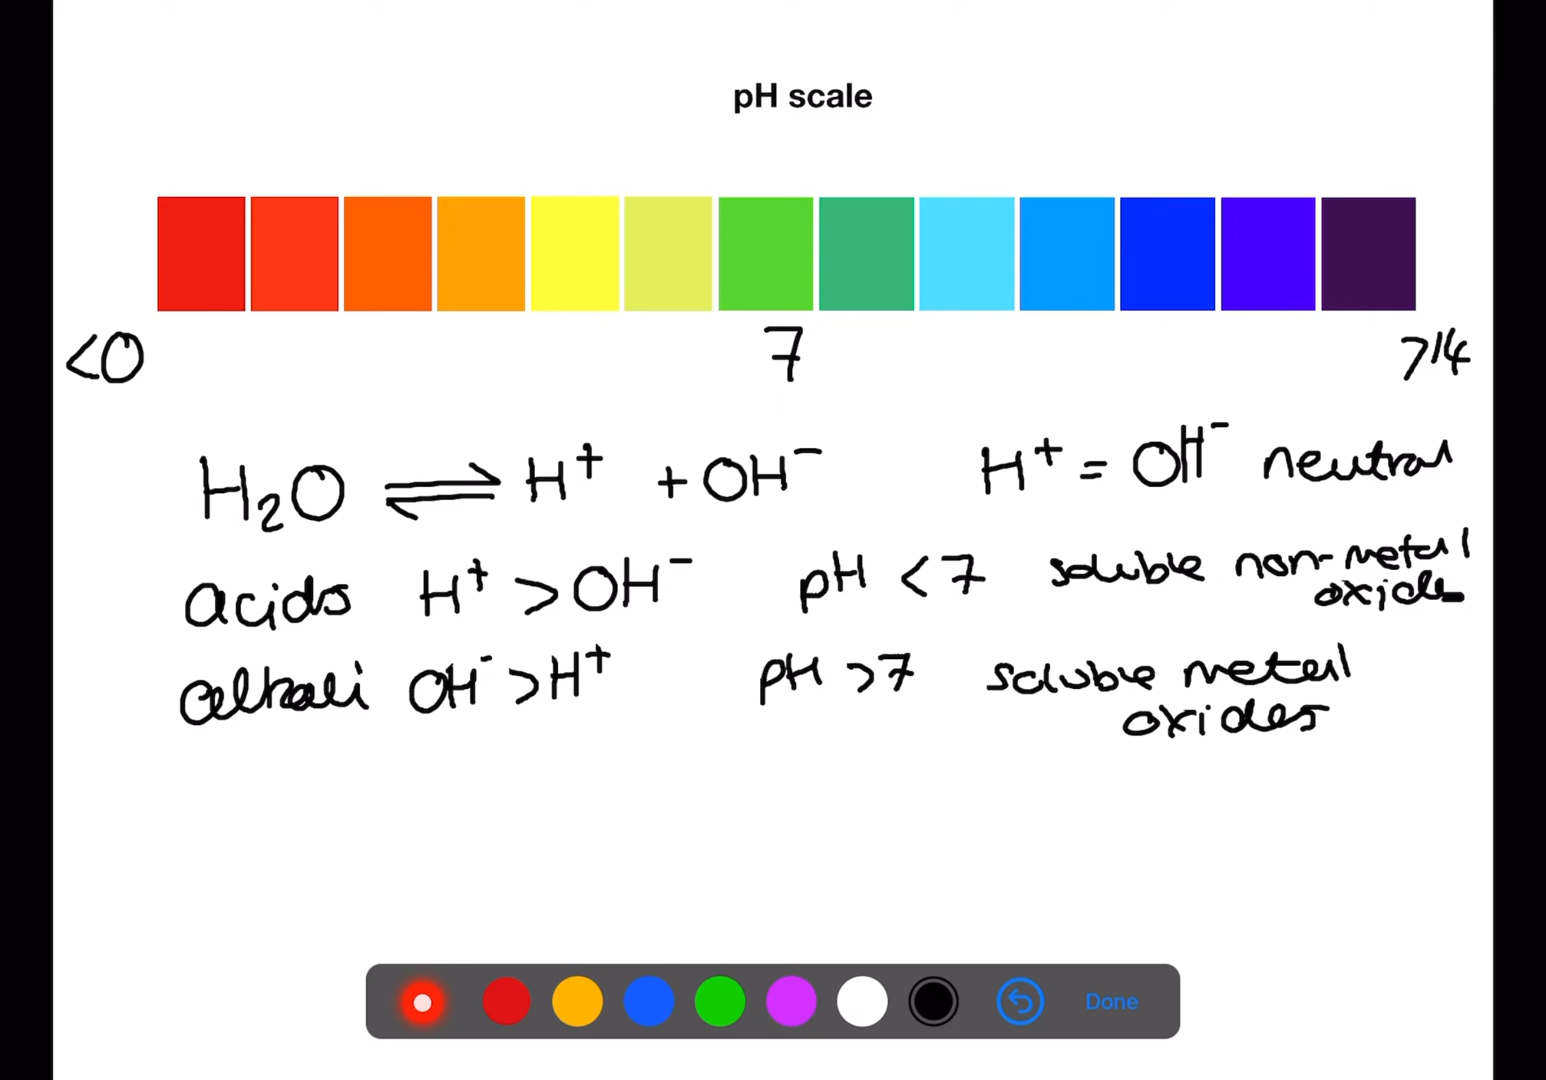 pH scale
<0 7 >14
H₂O ⇌ H⁺ + OH⁻ H⁺ = OH⁻ neutral
acids H⁺ > OH⁻ pH < 7 soluble non-metal
oxides
alkali OH⁻ > H⁺ pH > 7 soluble metal
oxides
Done